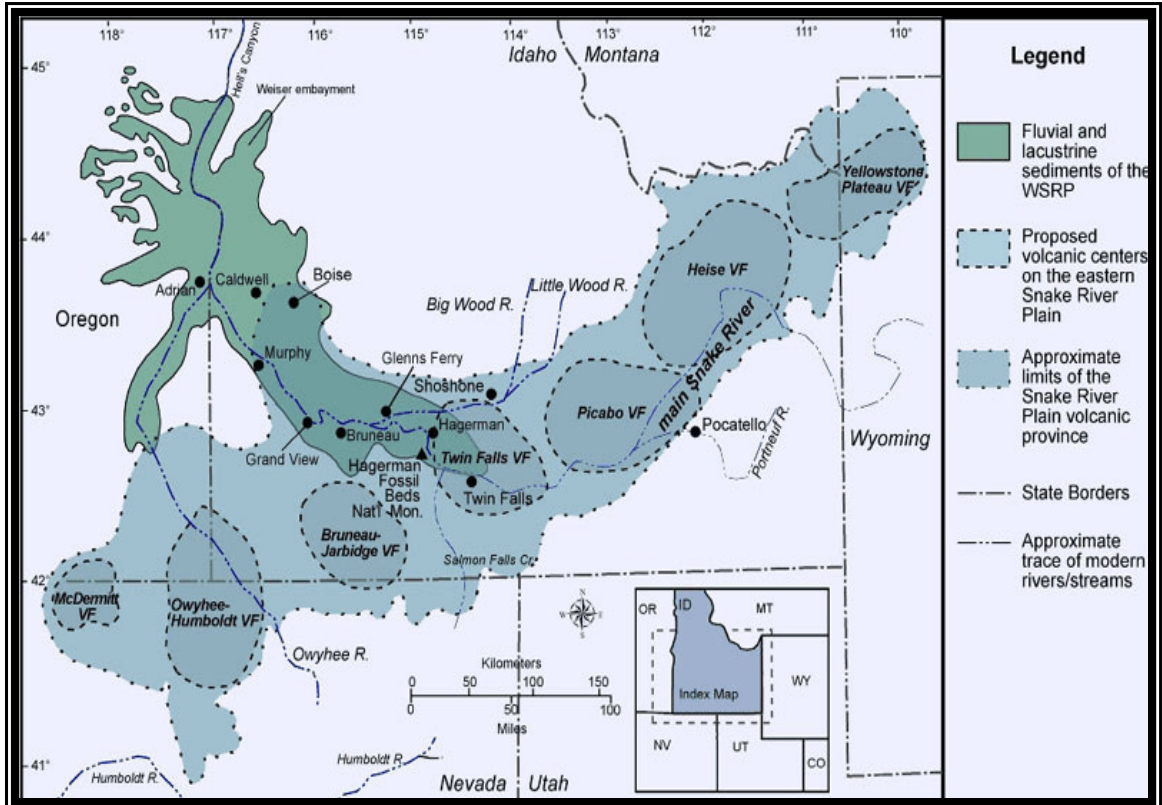 118°
117°
116°
115°
114°
113°
112°
111°
110°
45°
44°
43°
42°
41°
Hell's Canyon
Weiser embayment
Idaho
Montana
Yellowstone
Plateau VF
Heise VF
Adrian
Caldwell
Boise
Oregon
Big Wood R.
Little Wood R.
Murphy
Glenns Ferry
Shoshone
main Snake River
Picabo VF
Pocatello
Portneuf R.
Wyoming
Grand View
Bruneau
Hagerman
Twin Falls VF
Hagerman
Fossil
Beds
Nat'l Mon.
Twin Falls
Bruneau-
Jarbidge VF
Salmon Falls Cr.
McDermitt
VF
Owyhee-
Humboldt VF
Owyhee R.
N
W
E
S
Kilometers
0
50
100
150
0
50
100
Miles
Humboldt R.
Humboldt R.
Nevada
Utah
OR
ID
MT
WY
Index Map
NV
UT
CO
Legend
Fluvial and
lacustrine
sediments of the
WSRP
Proposed
volcanic centers
on the eastern
Snake River
Plain
Approximate
limits of the
Snake River
Plain volcanic
province
State Borders
Approximate
trace of modern
rivers/streams